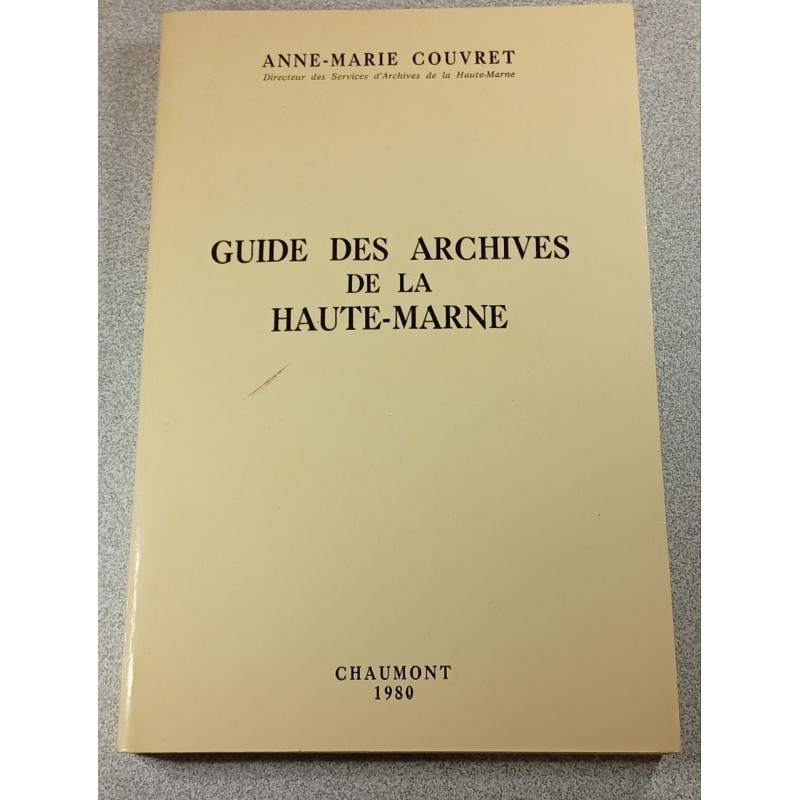 ANNE-MARIE COUVRET
Directeur des Services d'Archives de la Haute-Marne
GUIDE DES ARCHIVES
DE LA
HAUTE-MARNE
CHAUMONT
1980